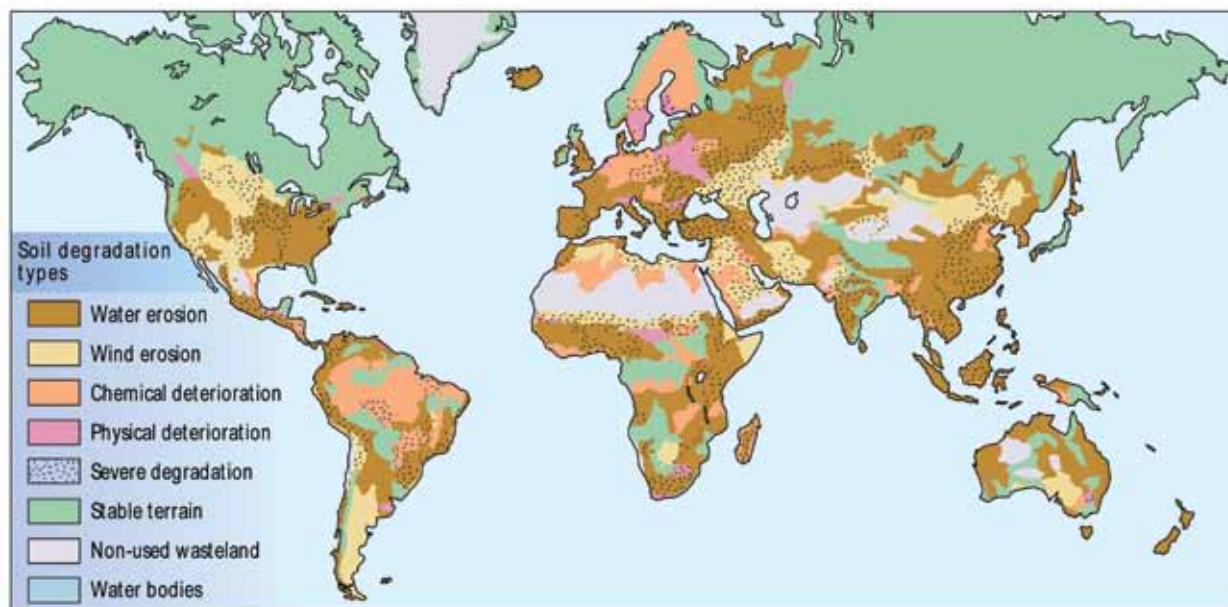 Soil degradation
types
Water erosion
Wind erosion
Chemical deterioration
Physical deterioration
Severe degradation
Stable terrain
Non-used wasteland
Water bodies